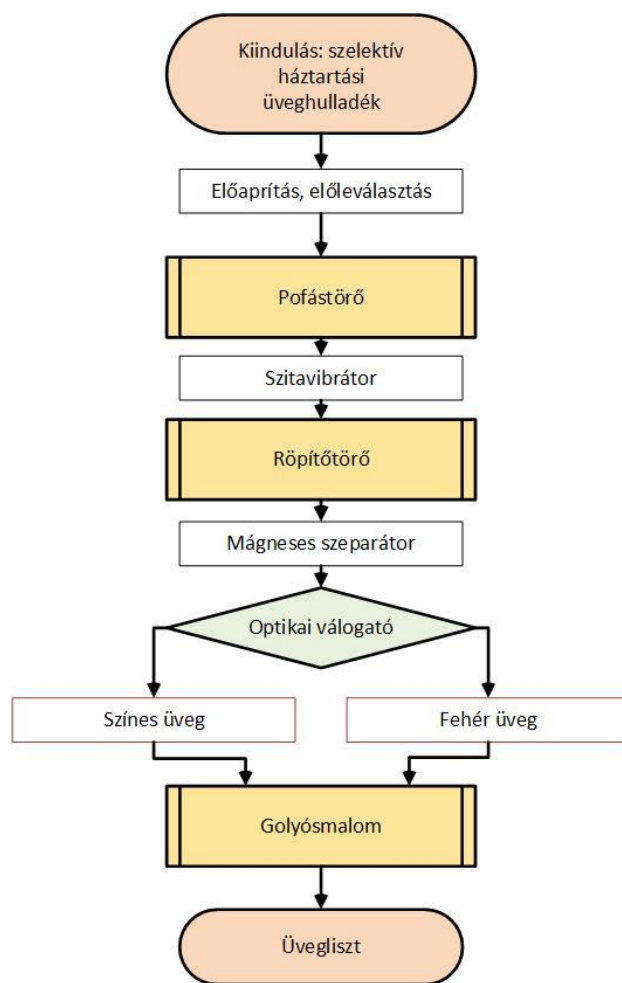 Kiindulás: szelektív
háztartási
üveghulladék
Előaprítás, előleválasztás
Pofástörő
Szitavibrátor
Röpítőtörő
Mágneses szeparátor
Optikai válogató
Színes üveg
Fehér üveg
Golyósmalom
Üvegliszt